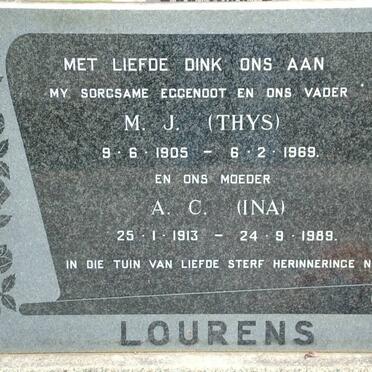 MET LIEFDE DINK ONS AAN
MY SORGSAME EGGENOOT EN ONS VADER
M. J. (THYS)
9 · 6 · 1905 – 6 · 2 · 1969.
EN ONS MOEDER
A. C. (INA)
25 · 1 · 1913 – 24 · 9 · 1989.
IN DIE TUIN VAN LIEFDE STERF HERINNERINGE
LOURENS